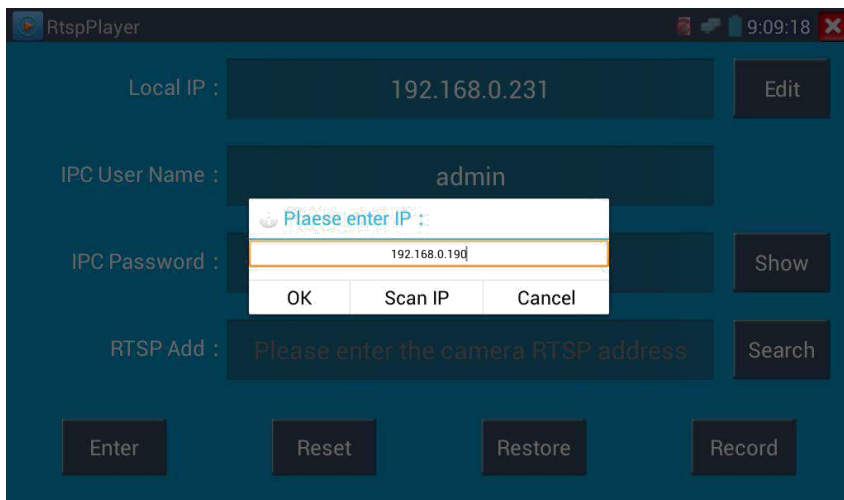 RtspPlayer 9:09:18
Local IP : 192.168.0.231 Edit
IPC User Name : admin
Plaese enter IP :
192.168.0.190
IPC Password : Show
OK Scan IP Cancel
RTSP Add : Please enter the camera RTSP address Search
Enter Reset Restore Record